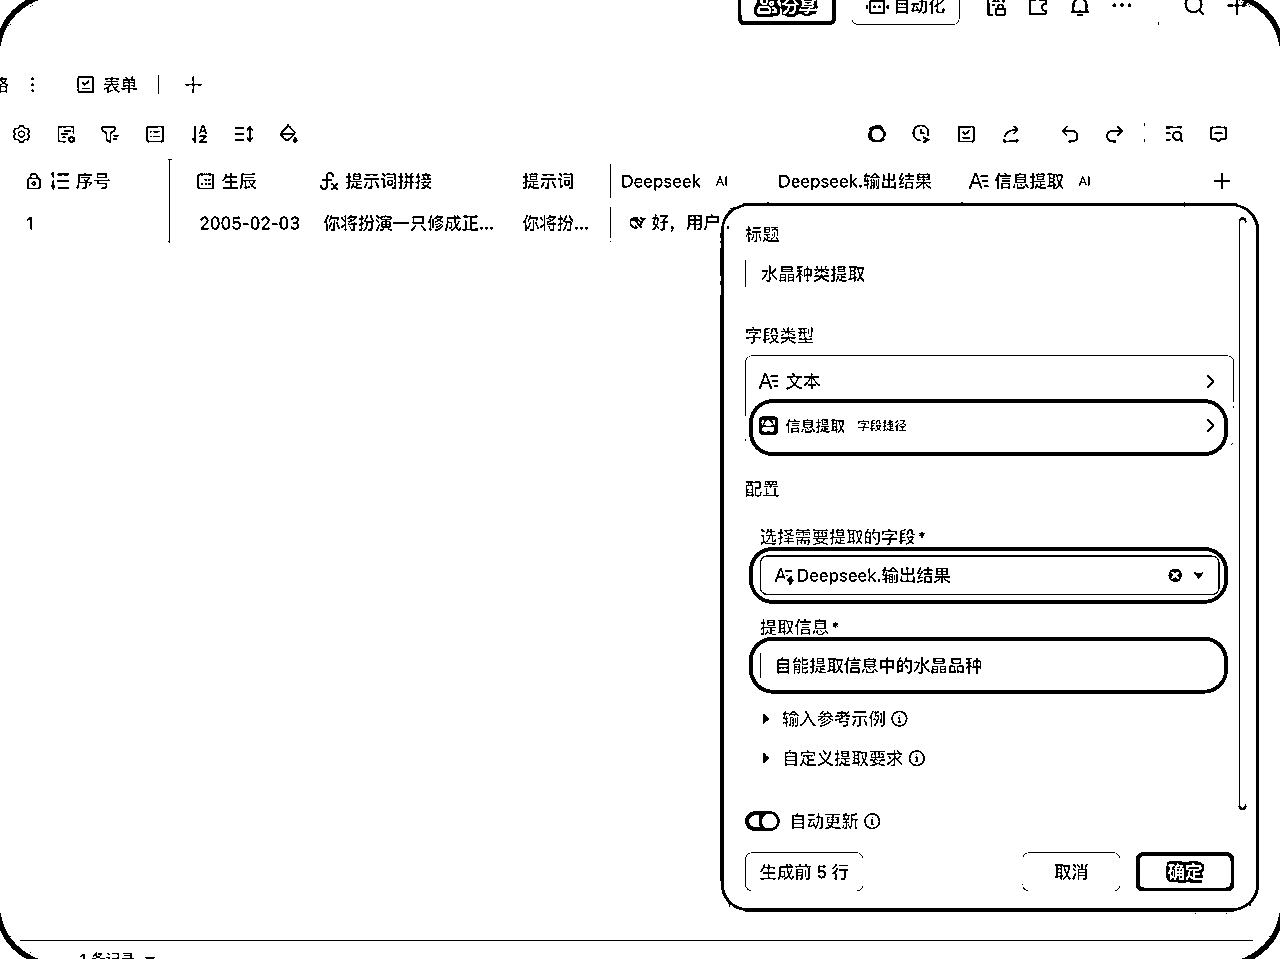 分享 自动化
格 表单
序号 生辰 提示词拼接 提示词 Deepseek AI Deepseek.输出结果 信息提取 AI
1 2005-02-03 你将扮演一只修成正... 你将扮... 好，用户
标题
水晶种类提取
字段类型
文本
信息提取 字段捷径
配置
选择需要提取的字段 *
Deepseek.输出结果
提取信息 *
自能提取信息中的水晶品种
输入参考示例
自定义提取要求
自动更新
生成前 5 行 取消 确定
1 条记录